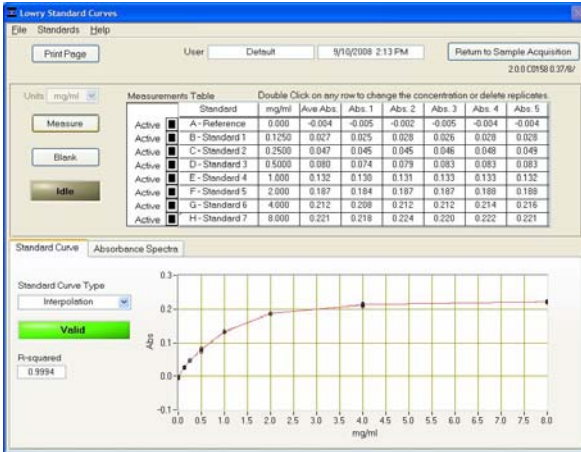 Lowry Standard Curves
File Standards Help
Print Page User Default 9/10/2008 2:13 PM Return to Sample Acquisition
Units mg/ml Measurements Table Double Click on any row to change the concentration or delete replicates.
Standard mg/ml Ave Abs. Abs. 1 Abs. 2 Abs. 3 Abs. 4 Abs. 5
Measure Active A - Reference 0.000 -0.004 -0.005 -0.002 -0.005 -0.004 -0.004
Active B - Standard 1 0.1250 0.027 0.025 0.028 0.026 0.028 0.028
Active C - Standard 2 0.2500 0.047 0.045 0.045 0.046 0.048 0.049
Blank Active D - Standard 3 0.5000 0.080 0.074 0.079 0.083 0.083 0.083
Active E - Standard 4 1.000 0.132 0.130 0.131 0.133 0.133 0.132
Idle Active F - Standard 5 2.000 0.187 0.184 0.187 0.187 0.188 0.188
Active G - Standard 6 4.000 0.212 0.208 0.212 0.212 0.214 0.216
Active H - Standard 7 8.000 0.221 0.218 0.224 0.220 0.222 0.221
Standard Curve Absorbance Spectra
Standard Curve Type
Interpolation
Valid
R-squared
0.9994
Abs
0.3
0.2
0.1
0.0
-0.1
0.0 0.5 1.0 1.5 2.0 2.5 3.0 3.5 4.0 4.5 5.0 5.5 6.0 6.5 7.0 7.5 8.0
mg/ml